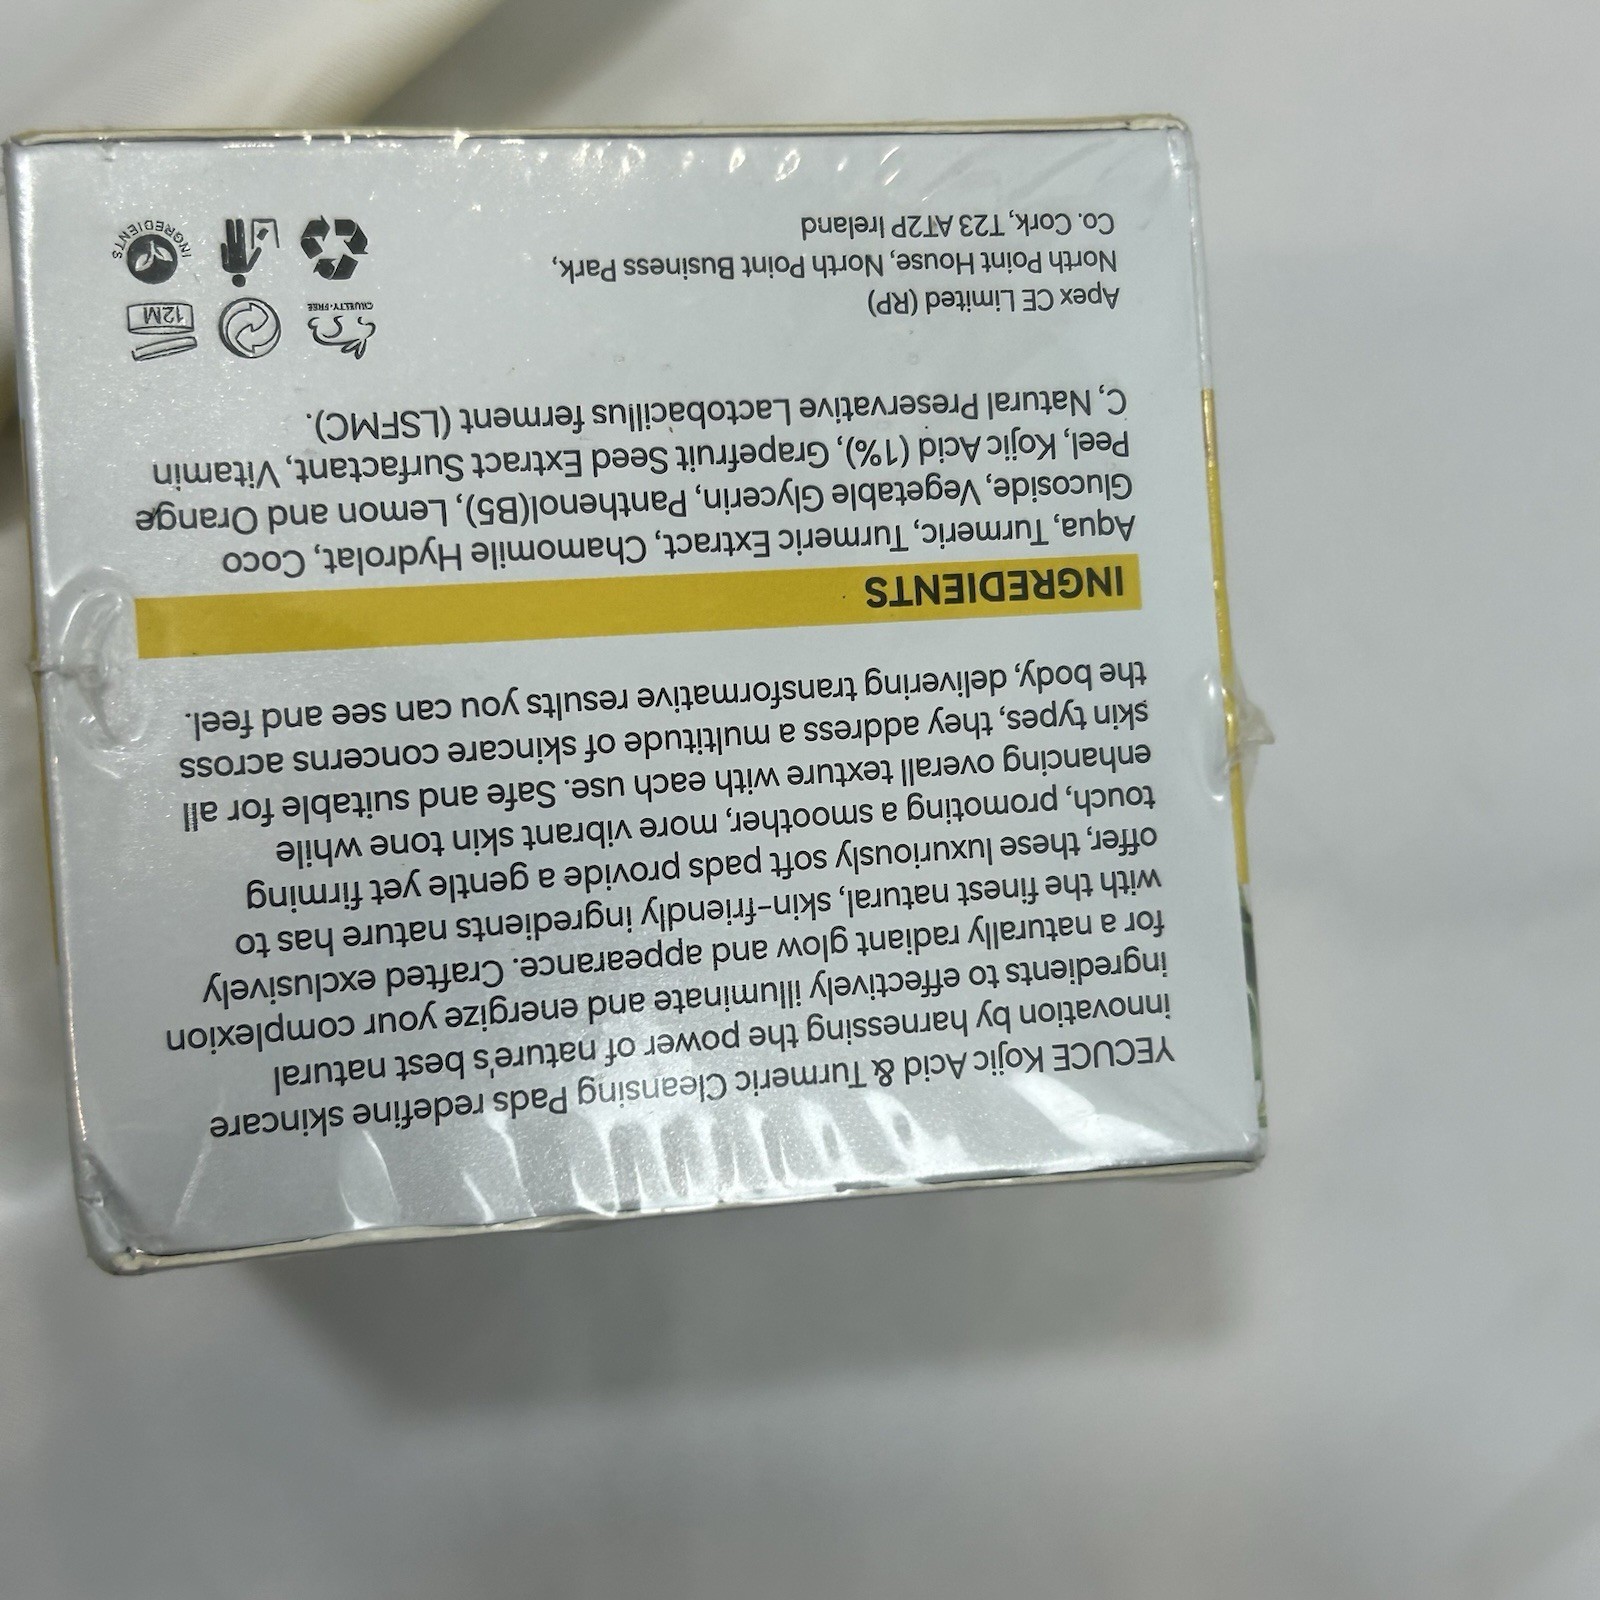 YECUCE Kojic Acid & Turmeric Cleansing Pads redefine skincare
innovation by harnessing the power of nature's best natural
ingredients to effectively illuminate and energize your complexion
for a naturally radiant glow and appearance. Crafted exclusively
with the finest natural, skin-friendly ingredients nature has to
offer, these luxuriously soft pads provide a gentle yet firming
touch, promoting a smoother, more vibrant skin tone while
enhancing overall texture with each use. Safe and suitable for all
skin types, they address a multitude of skincare concerns across
the body, delivering transformative results you can see and feel.
INGREDIENTS
Aqua, Turmeric, Turmeric Extract, Chamomile Hydrolat, Coco
Glucoside, Vegetable Glycerin, Panthenol(B5), Lemon and Orange
Peel, Kojic Acid (1%), Grapefruit Seed Extract Surfactant, Vitamin
C, Natural Preservative Lactobacillus ferment (LSFMC).
Apex CE Limited (RP)
North Point House, North Point Business Park,
Co. Cork, T23 AT2P Ireland
CRUELTY-FREE
12M
INGREDIENTS